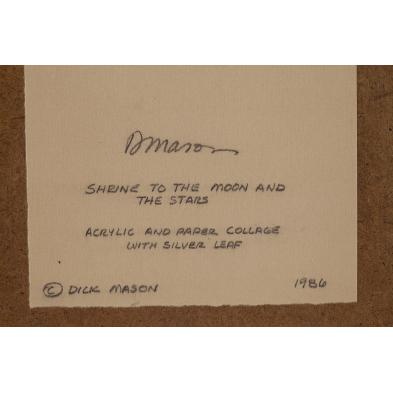 DMason
SHRINE TO THE MOON AND
THE STARS
ACRYLIC AND PAPER COLLAGE
WITH SILVER LEAF
© DICK MASON 1986